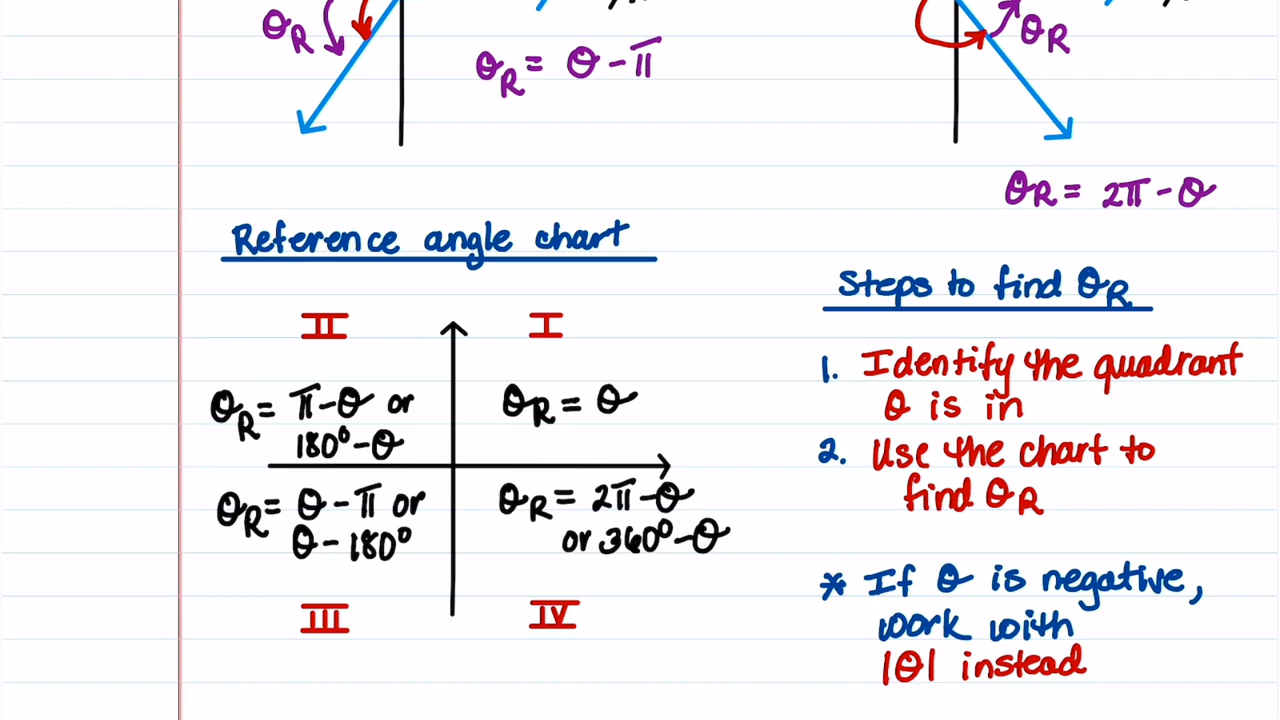 θR
θR = θ - π
θR
θR = 2π - θ
Reference angle chart
II
I
θR = π - θ or
180° - θ
θR = θ
θR = θ - π or
θ - 180°
θR = 2π - θ
or 360° - θ
III
IV
Steps to find θR
1. Identify the quadrant
θ is in
2. Use the chart to
find θR
* If θ is negative,
work with
|θ| instead